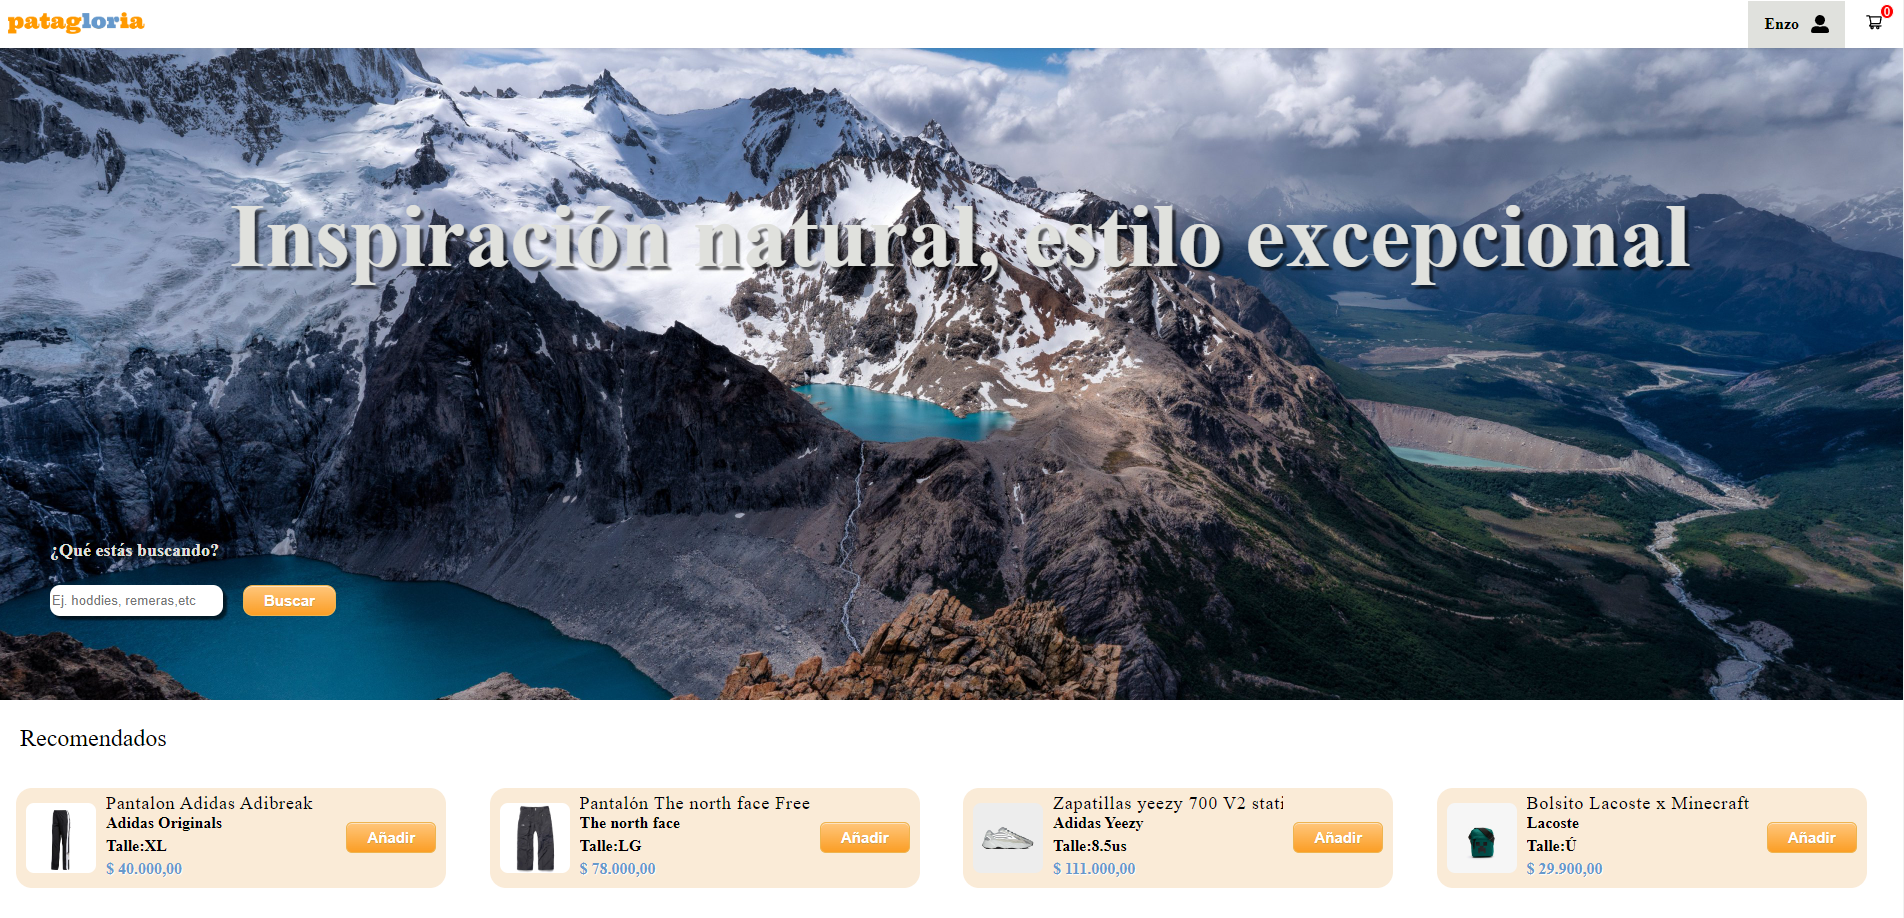 patagloria
Enzo
0
Inspiración natural, estilo excepcional
¿Qué estás buscando?
Ej. hoddies, remeras,etc
Buscar
Recomendados
Pantalon Adidas Adibreak
Adidas Originals
Talle:XL
$ 40.000,00
Añadir
Pantalón The north face Free
The north face
Talle:LG
$ 78.000,00
Añadir
Zapatillas yeezy 700 V2 stati
Adidas Yeezy
Talle:8.5us
$ 111.000,00
Añadir
Bolsito Lacoste x Minecraft
Lacoste
Talle:Ú
$ 29.900,00
Añadir